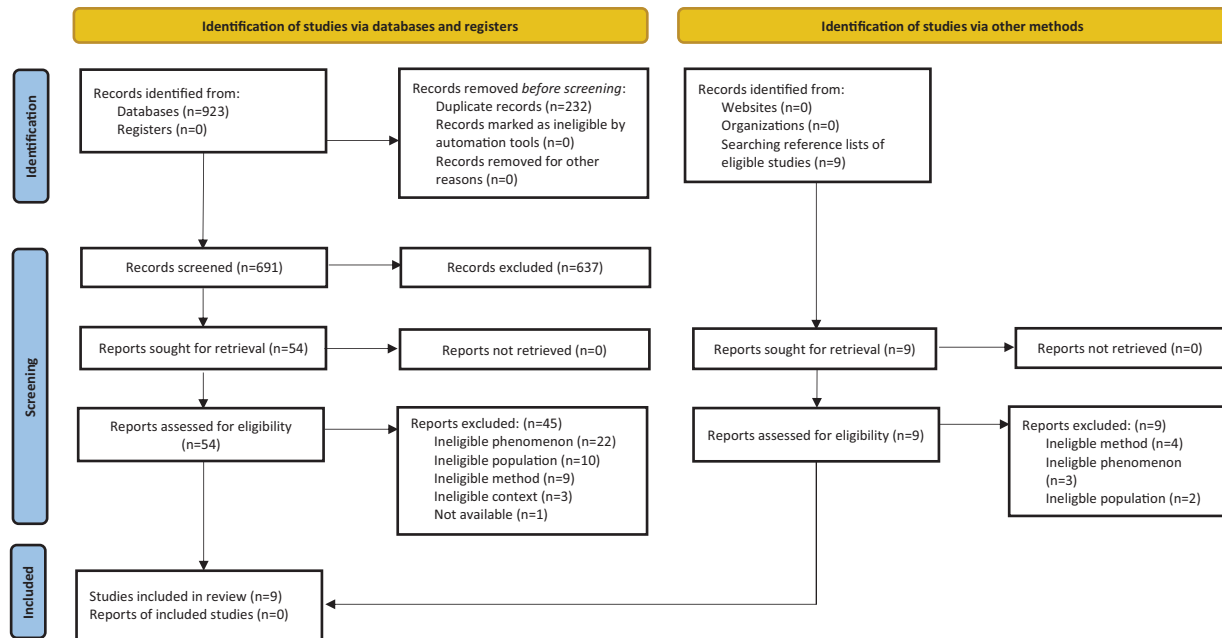 Identification of studies via databases and registers
Identification of studies via other methods
Identification
Records identified from:
Databases (n=923)
Registers (n=0)
Records removed before screening:
Duplicate records (n=232)
Records marked as ineligible by
automation tools (n=0)
Records removed for other
reasons (n=0)
Records identified from:
Websites (n=0)
Organizations (n=0)
Searching reference lists of
eligible studies (n=9)
Screening
Records screened (n=691)
Records excluded (n=637)
Reports sought for retrieval (n=54)
Reports not retrieved (n=0)
Reports sought for retrieval (n=9)
Reports not retrieved (n=0)
Reports assessed for eligibility
(n=54)
Reports excluded: (n=45)
Ineligible phenomenon (n=22)
Ineligible population (n=10)
Ineligible method (n=9)
Ineligible context (n=3)
Not available (n=1)
Reports assessed for eligibility (n=9)
Reports excluded: (n=9)
Ineligble method (n=4)
Ineligble phenomenon
(n=3)
Ineligble population (n=2)
Included
Studies included in review (n=9)
Reports of included studies (n=0)